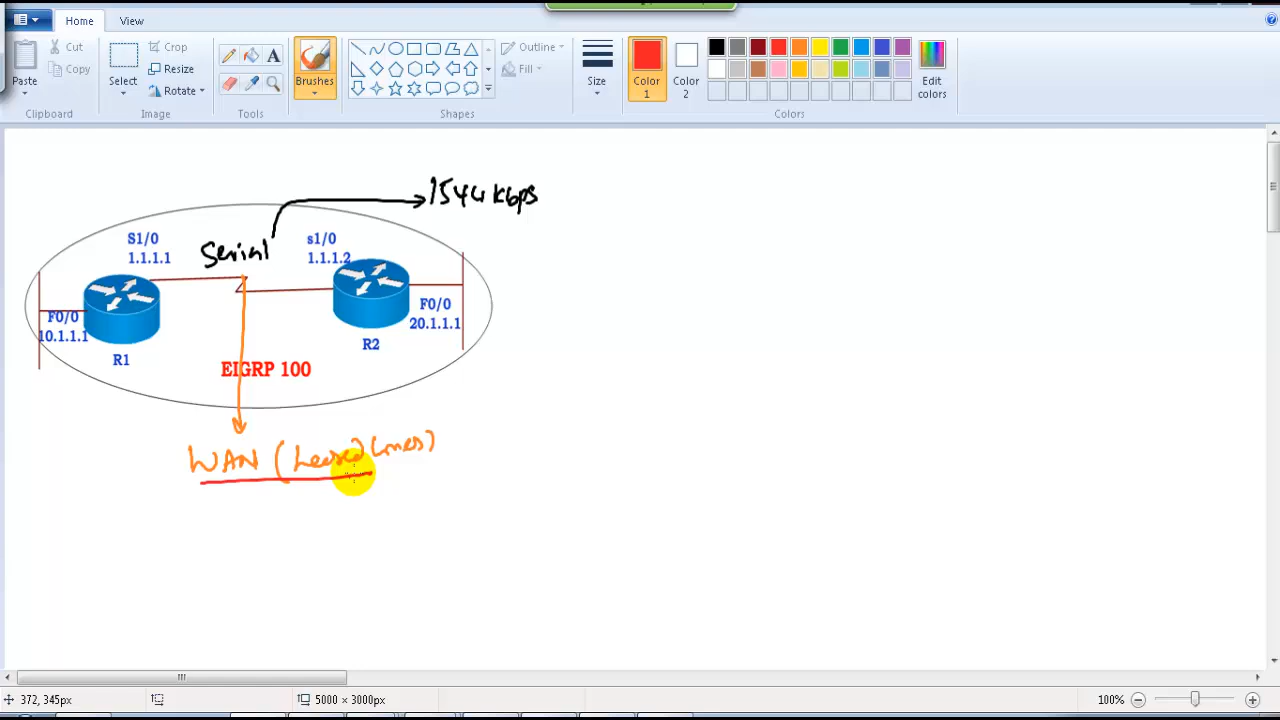 Home
View
Cut
Copy
Paste
Crop
Resize
Rotate
Select
Brushes
Outline
Fill
Size
Color 1
Color 2
Edit colors
Clipboard
Image
Tools
Shapes
Colors
1544 kbps
S1/0
1.1.1.1
Serial
s1/0
1.1.1.2
F0/0
10.1.1.1
F0/0
20.1.1.1
R1
R2
EIGRP 100
WAN (Leased Lines)
372, 345px
5000 × 3000px
100%